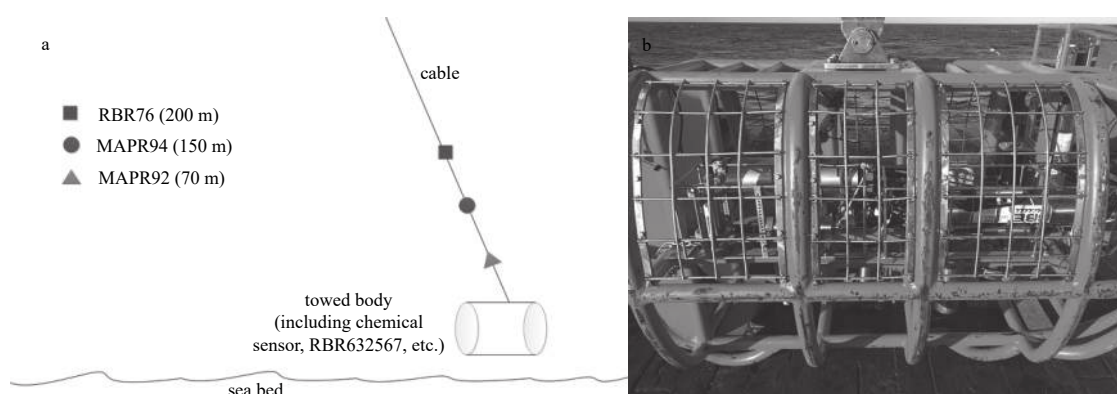 a
cable
RBR76 (200 m)
MAPR94 (150 m)
MAPR92 (70 m)
towed body
(including chemical
sensor, RBR632567, etc.)
sea bed
b